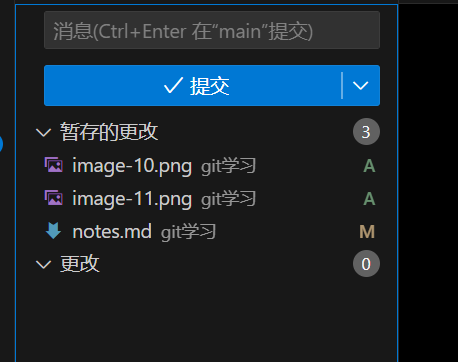 消息(Ctrl+Enter 在“main”提交)
提交
暂存的更改 3
image-10.png git学习 A
image-11.png git学习 A
notes.md git学习 M
更改 0